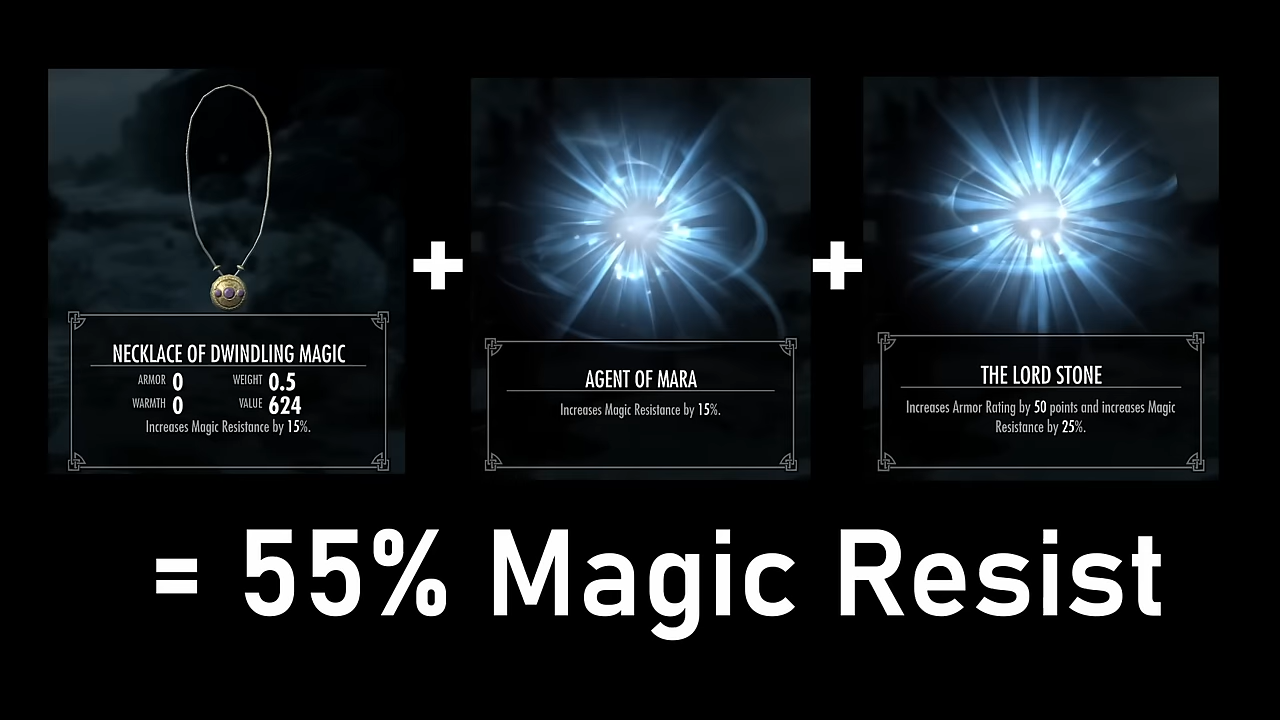 +
+
NECKLACE OF DWINDLING MAGIC
ARMOR 0 WEIGHT 0.5
WARMTH 0 VALUE 624
Increases Magic Resistance by 15%.
AGENT OF MARA
Increases Magic Resistance by 15%.
THE LORD STONE
Increases Armor Rating by 50 points and increases Magic
Resistance by 25%.
= 55% Magic Resist